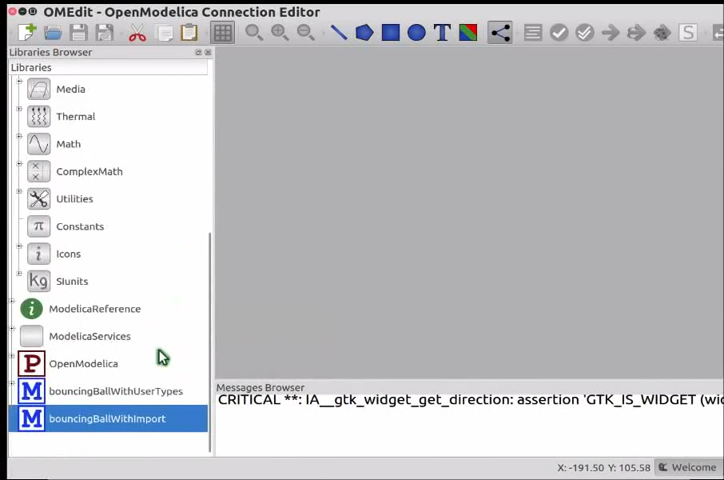 OMEdit - OpenModelica Connection Editor
T
S
Libraries Browser
Libraries
Media
Thermal
Math
ComplexMath
Utilities
π Constants
i Icons
Kg SIunits
i ModelicaReference
ModelicaServices
P OpenModelica
M bouncingBallWithUserTypes
M bouncingBallWithImport
Messages Browser
CRITICAL **: IA__gtk_widget_get_direction: assertion 'GTK_IS_WIDGET (wid
X: -191.50 Y: 105.58
Welcome